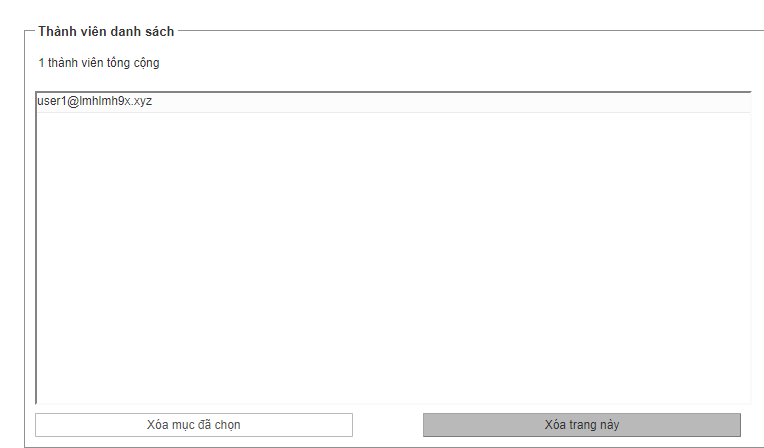 Thành viên danh sách
1 thành viên tổng cộng
user1@lmhlmh9x.xyz
Xóa mục đã chọn
Xóa trang này